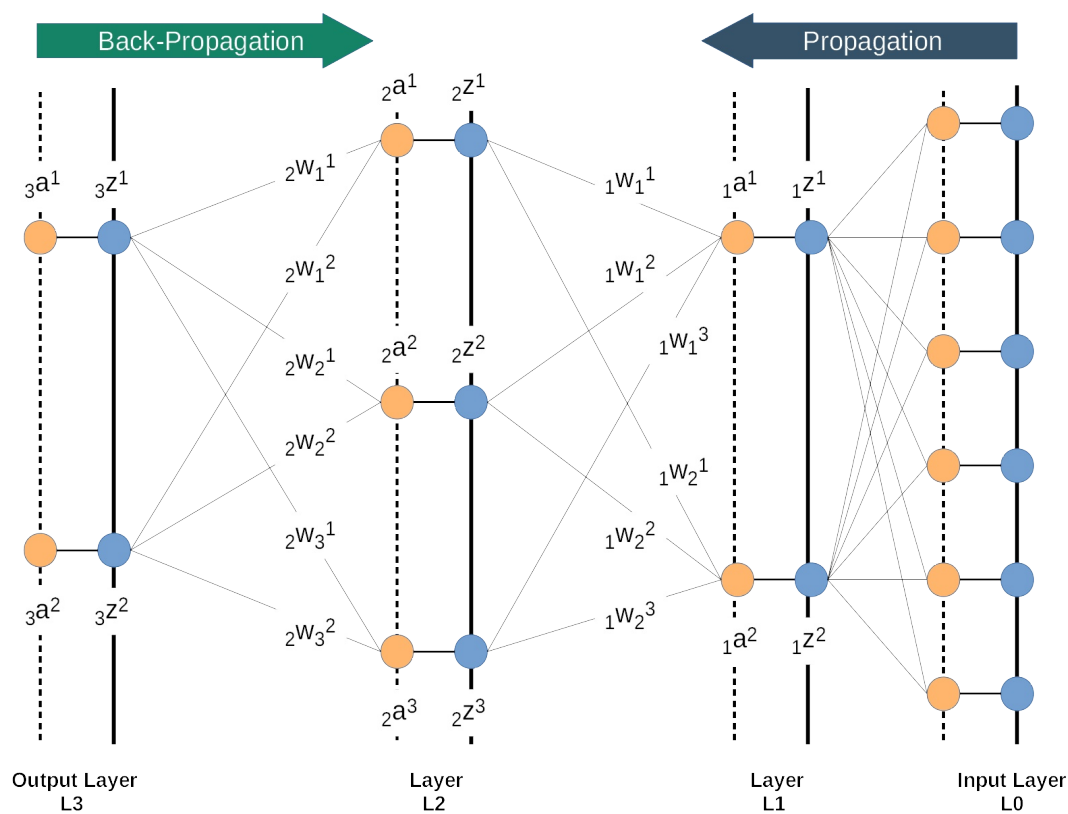 Back-Propagation
Propagation
₂a¹ ₂z¹
₂w₁¹
₁w₁¹
₃a¹ ₃z¹
₁a¹ ₁z¹
₂w₁²
₁w₁²
₂w₂¹
₂a² ₂z²
₁w₁³
₂w₂²
₁w₂¹
₂w₃¹
₁w₂²
₃a² ₃z²
₂w₃²
₁w₂³
₁a² ₁z²
₂a³ ₂z³
Output Layer
L3
Layer
L2
Layer
L1
Input Layer
L0